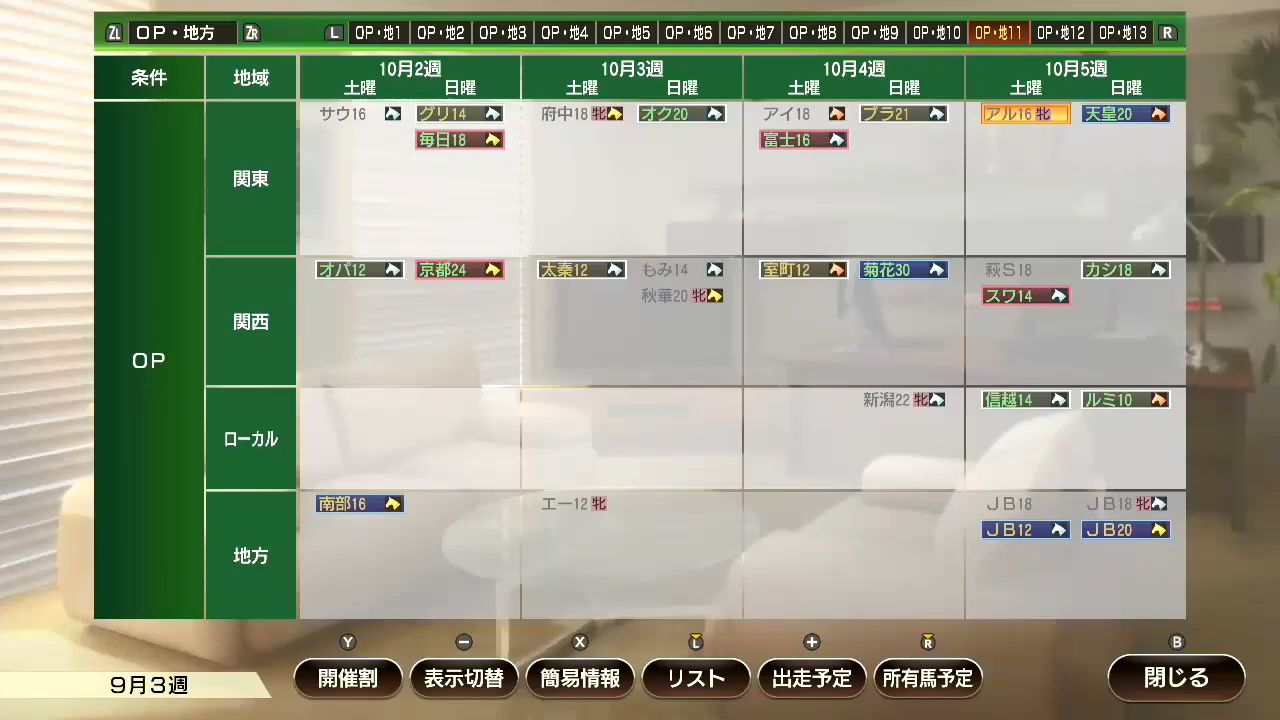 ZL OP・地方 ZR L OP・地1 OP・地2 OP・地3 OP・地4 OP・地5 OP・地6 OP・地7 OP・地8 OP・地9 OP・地10 OP・地11 OP・地12 OP・地13 R
条件 地域 10月2週 10月3週 10月4週 10月5週
土曜 日曜 土曜 日曜 土曜 日曜 土曜 日曜
サウ16 グリ14 府中18 牝 オク20 アイ18 ブラ21 アル16 牝 天皇20
毎日18 富士16
関東
オパ12 京都24 太秦12 もみ14 室町12 菊花30 萩S18 カシ18
秋華20 牝 スワ14
関西
OP
新潟22 牝 信越14 ルミ10
ローカル
南部16 エー12 牝 JB18 JB18 牝
JB12 JB20
地方
Y - X L + R B
9月3週 開催割 表示切替 簡易情報 リスト 出走予定 所有馬予定 閉じる